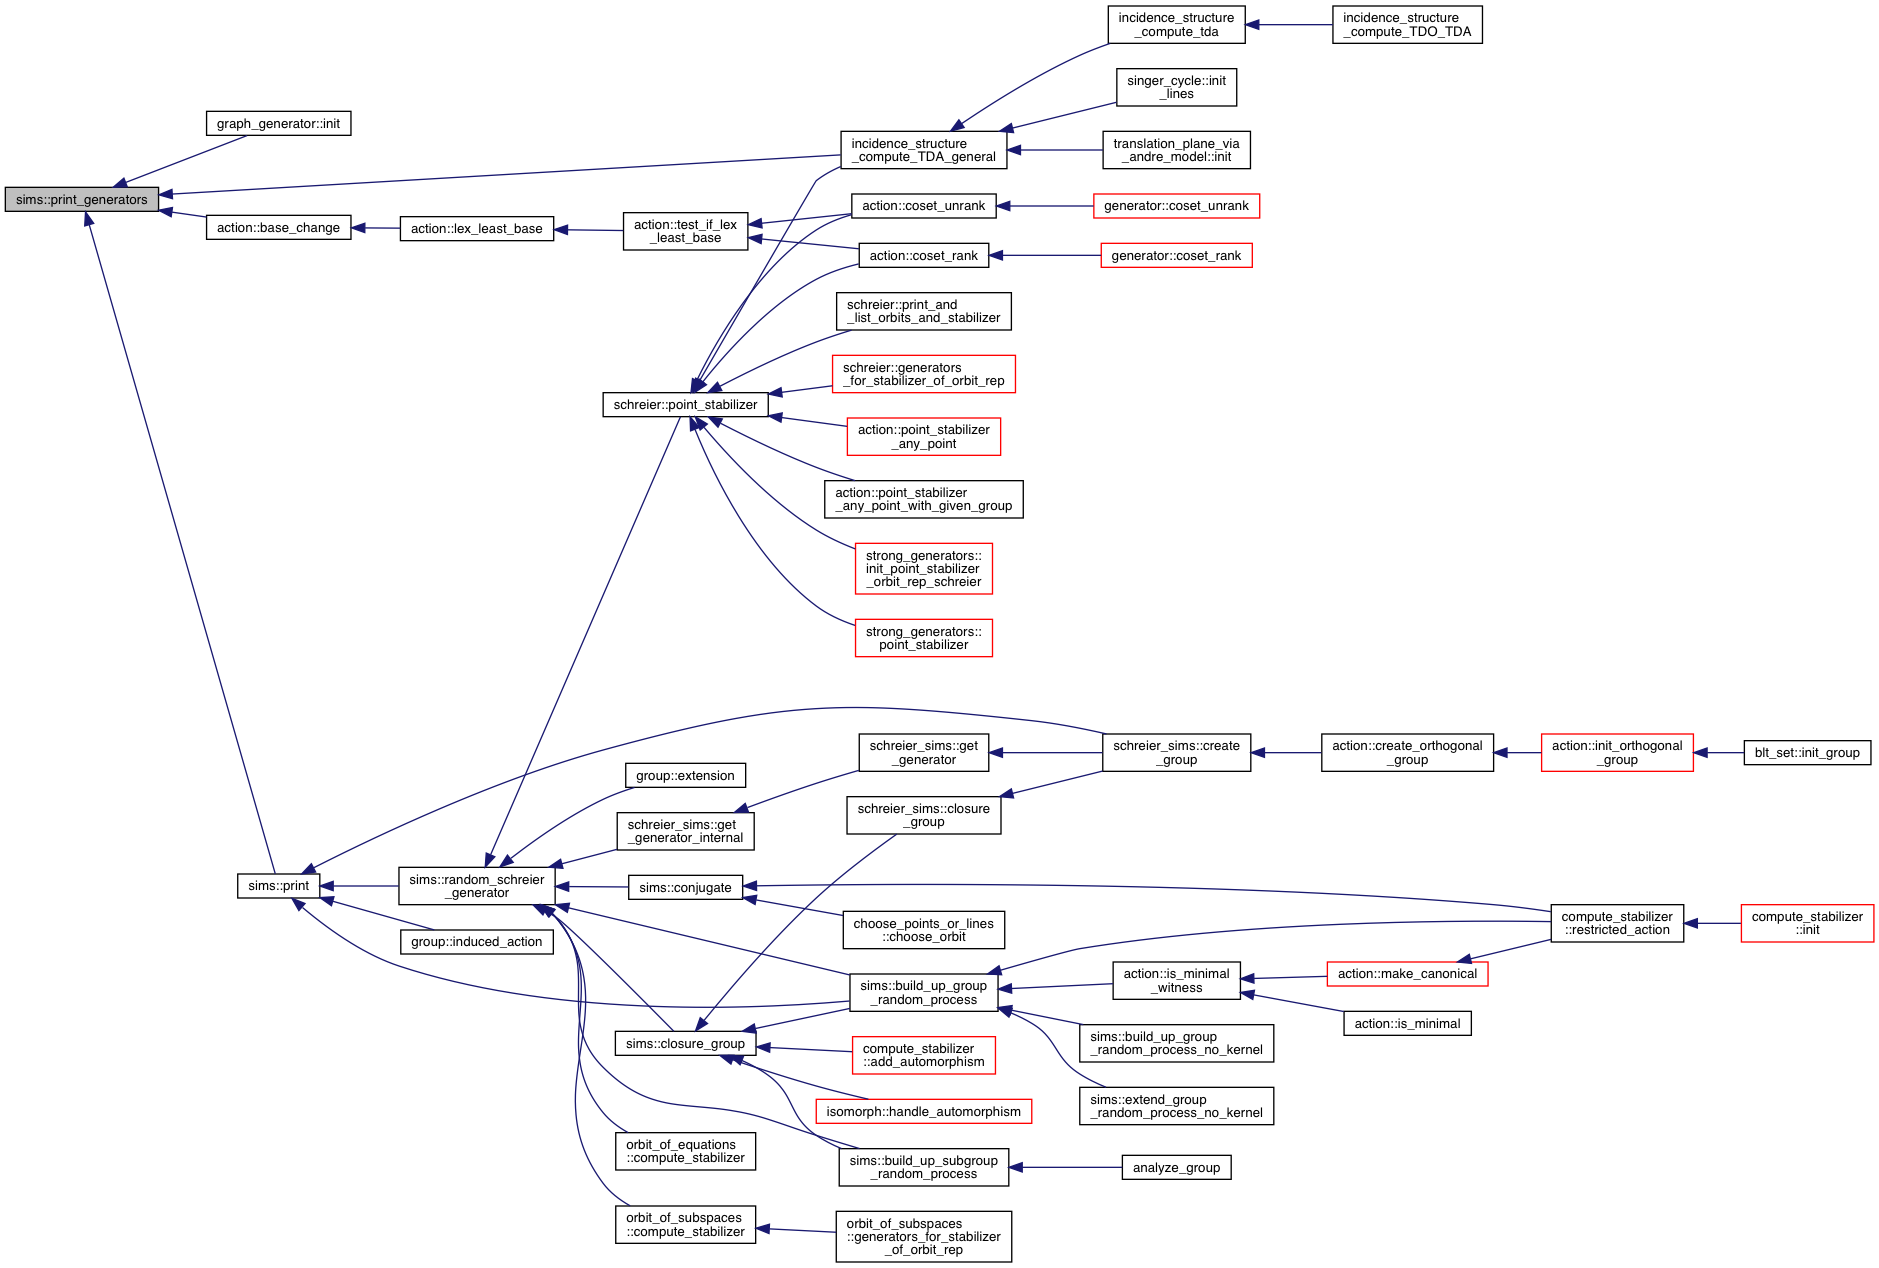 incidence_structure
_compute_tda
incidence_structure
_compute_TDO_TDA
singer_cycle::init
_lines
graph_generator::init
incidence_structure
_compute_TDA_general
translation_plane_via
_andre_model::init
sims::print_generators
action::base_change
action::lex_least_base
action::test_if_lex
_least_base
action::coset_unrank
generator::coset_unrank
action::coset_rank
generator::coset_rank
schreier::print_and
_list_orbits_and_stabilizer
schreier::generators
_for_stabilizer_of_orbit_rep
schreier::point_stabilizer
action::point_stabilizer
_any_point
action::point_stabilizer
_any_point_with_given_group
strong_generators::
init_point_stabilizer
_orbit_rep_schreier
strong_generators::
point_stabilizer
schreier_sims::get
_generator
schreier_sims::create
_group
action::create_orthogonal
_group
action::init_orthogonal
_group
blt_set::init_group
group::extension
schreier_sims::get
_generator_internal
schreier_sims::closure
_group
sims::print
sims::random_schreier
_generator
sims::conjugate
group::induced_action
choose_points_or_lines
::choose_orbit
compute_stabilizer
::restricted_action
compute_stabilizer
::init
sims::build_up_group
_random_process
action::is_minimal
_witness
action::make_canonical
action::is_minimal
sims::closure_group
compute_stabilizer
::add_automorphism
sims::build_up_group
_random_process_no_kernel
isomorph::handle_automorphism
sims::extend_group
_random_process_no_kernel
orbit_of_equations
::compute_stabilizer
sims::build_up_subgroup
_random_process
analyze_group
orbit_of_subspaces
::compute_stabilizer
orbit_of_subspaces
::generators_for_stabilizer
_of_orbit_rep